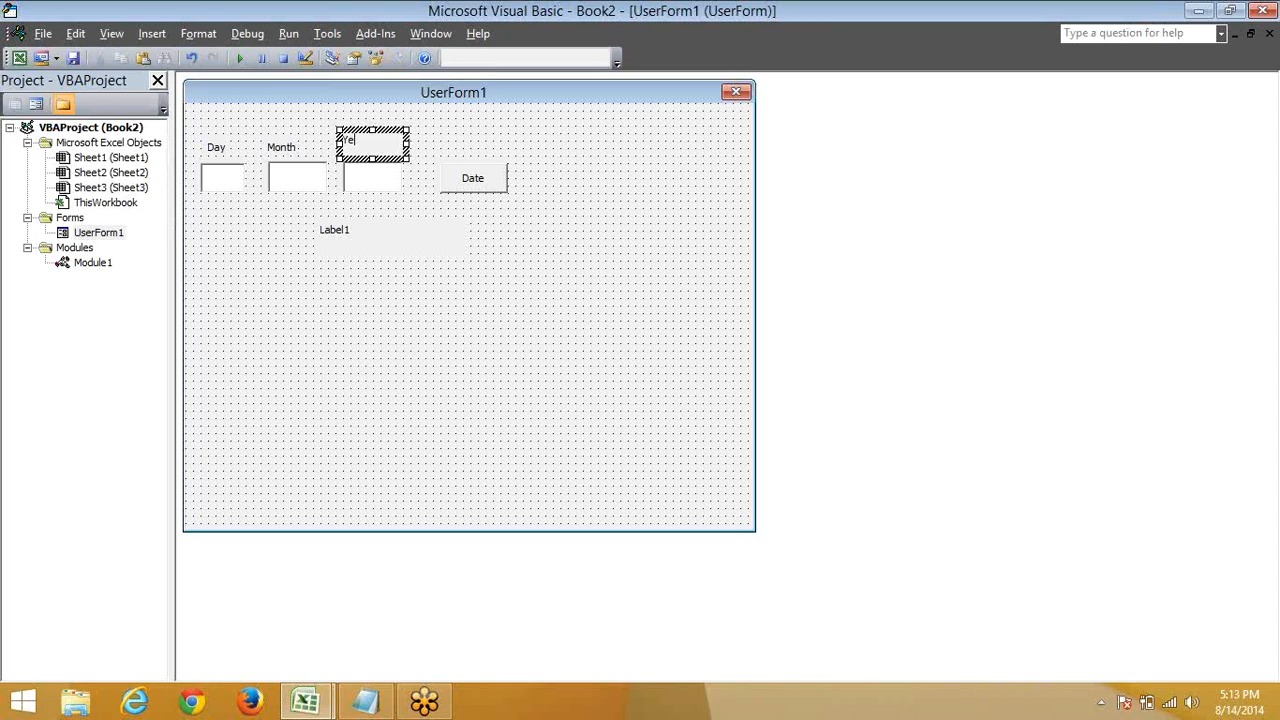 Microsoft Visual Basic - Book2 - [UserForm1 (UserForm)]
File Edit View Insert Format Debug Run Tools Add-Ins Window Help
Type a question for help
Project - VBAProject
UserForm1
VBAProject (Book2)
Microsoft Excel Objects
Sheet1 (Sheet1)
Sheet2 (Sheet2)
Sheet3 (Sheet3)
ThisWorkbook
Forms
UserForm1
Modules
Module1
Day Month Ye
Date
Label1
5:13 PM
8/14/2014